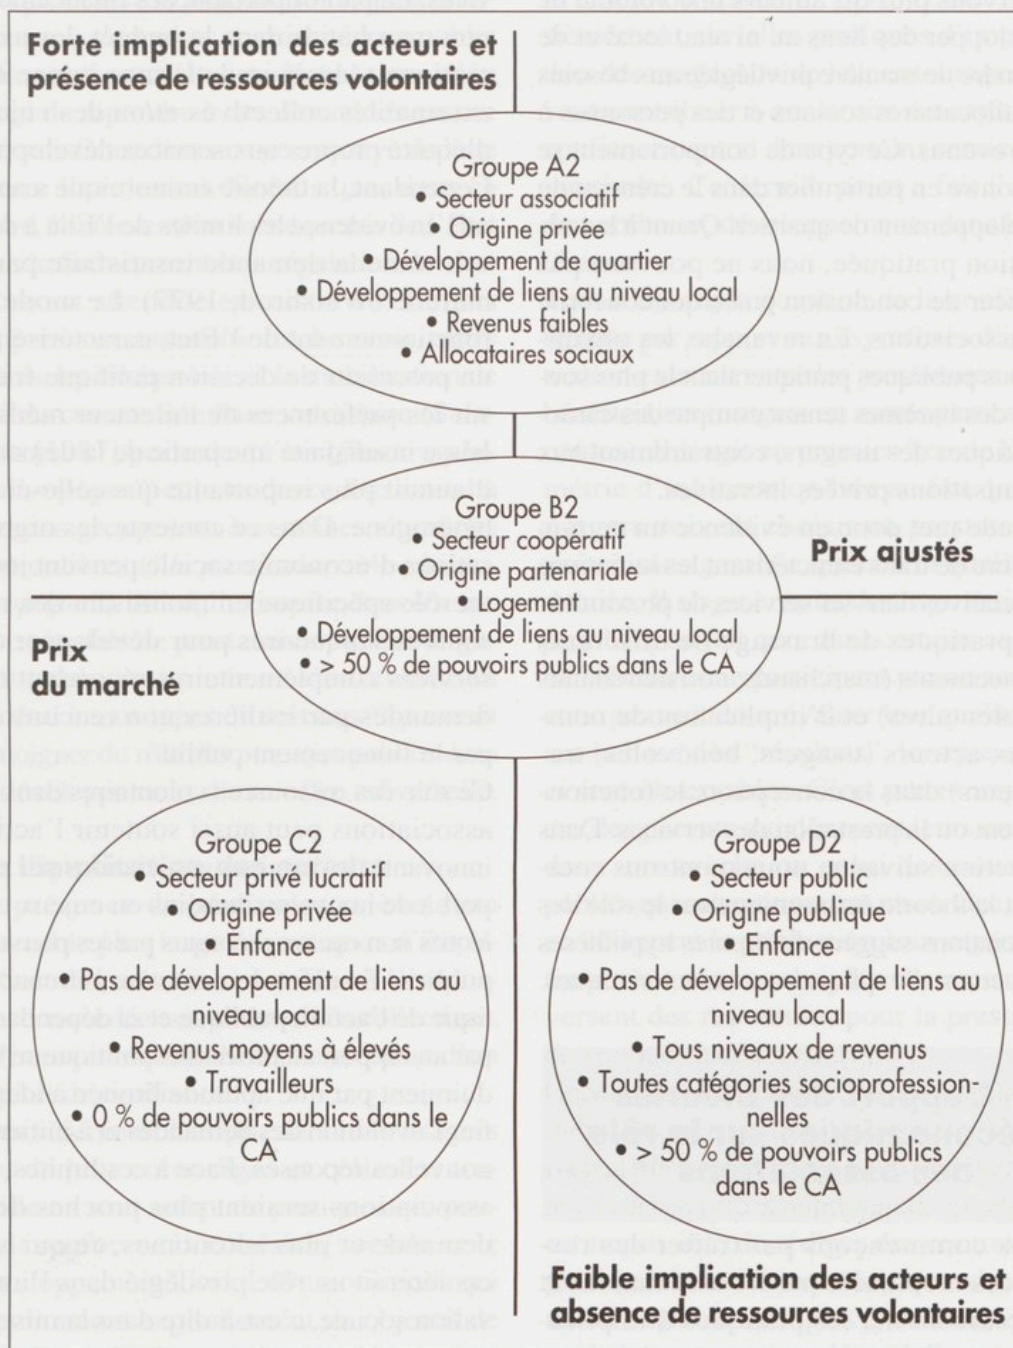 Forte implication des acteurs et
présence de ressources volontaires
Groupe A2
• Secteur associatif
• Origine privée
• Développement de quartier
• Développement de liens au niveau local
• Revenus faibles
• Allocataires sociaux
Groupe B2
• Secteur coopératif
• Origine partenariale
• Logement
• Développement de liens au niveau local
• > 50 % de pouvoirs publics dans le CA
Prix ajustés
Prix
du marché
Groupe C2
• Secteur privé lucratif
• Origine privée
• Enfance
• Pas de développement de liens au
niveau local
• Revenus moyens à élevés
• Travailleurs
• 0 % de pouvoirs publics dans le
CA
Groupe D2
• Secteur public
• Origine publique
• Enfance
• Pas de développement de liens au
niveau local
• Tous niveaux de revenus
• Toutes catégories socioprofession-
nelles
• > 50 % de pouvoirs publics
dans le CA
Faible implication des acteurs et
absence de ressources volontaires